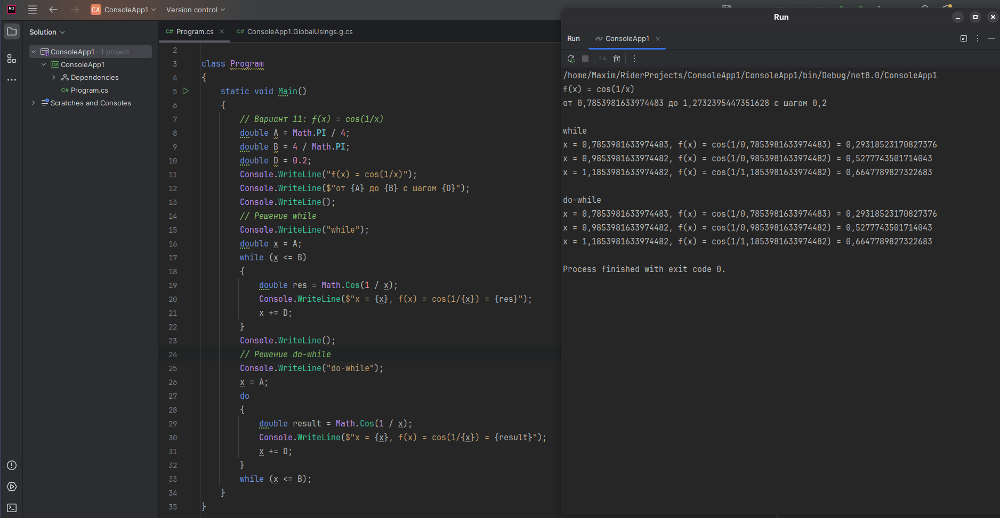 RD
CA ConsoleApp1
Version control
Solution
ConsoleApp1 · 1 project
C# ConsoleApp1
Dependencies
C# Program.cs
Scratches and Consoles
C# Program.cs
C# ConsoleApp1.GlobalUsings.g.cs
2
3 class Program
4 {
5 static void Main()
6 {
7 // Вариант 11: f(x) = cos(1/x)
8 double A = Math.PI / 4;
9 double B = 4 / Math.PI;
10 double D = 0.2;
11 Console.WriteLine("f(x) = cos(1/x)");
12 Console.WriteLine($"от {A} до {B} с шагом {D}");
13 Console.WriteLine();
14 // Решение while
15 Console.WriteLine("while");
16 double x = A;
17 while (x <= B)
18 {
19 double res = Math.Cos(1 / x);
20 Console.WriteLine($"x = {x}, f(x) = cos(1/{x}) = {res}");
21 x += D;
22 }
23 Console.WriteLine();
24 // Решение do-while
25 Console.WriteLine("do-while");
26 x = A;
27 do
28 {
29 double result = Math.Cos(1 / x);
30 Console.WriteLine($"x = {x}, f(x) = cos(1/{x}) = {result}");
31 x += D;
32 }
33 while (x <= B);
34 }
35 }
Run
Run
ConsoleApp1
/home/Maxim/RiderProjects/ConsoleApp1/ConsoleApp1/bin/Debug/net8.0/ConsoleApp1
f(x) = cos(1/x)
от 0,7853981633974483 до 1,2732395447351628 с шагом 0,2
while
x = 0,7853981633974483, f(x) = cos(1/0,7853981633974483) = 0,29318523170827376
x = 0,9853981633974482, f(x) = cos(1/0,9853981633974482) = 0,5277743501714043
x = 1,1853981633974482, f(x) = cos(1/1,1853981633974482) = 0,6647789827322683
do-while
x = 0,7853981633974483, f(x) = cos(1/0,7853981633974483) = 0,29318523170827376
x = 0,9853981633974482, f(x) = cos(1/0,9853981633974482) = 0,5277743501714043
x = 1,1853981633974482, f(x) = cos(1/1,1853981633974482) = 0,6647789827322683
Process finished with exit code 0.